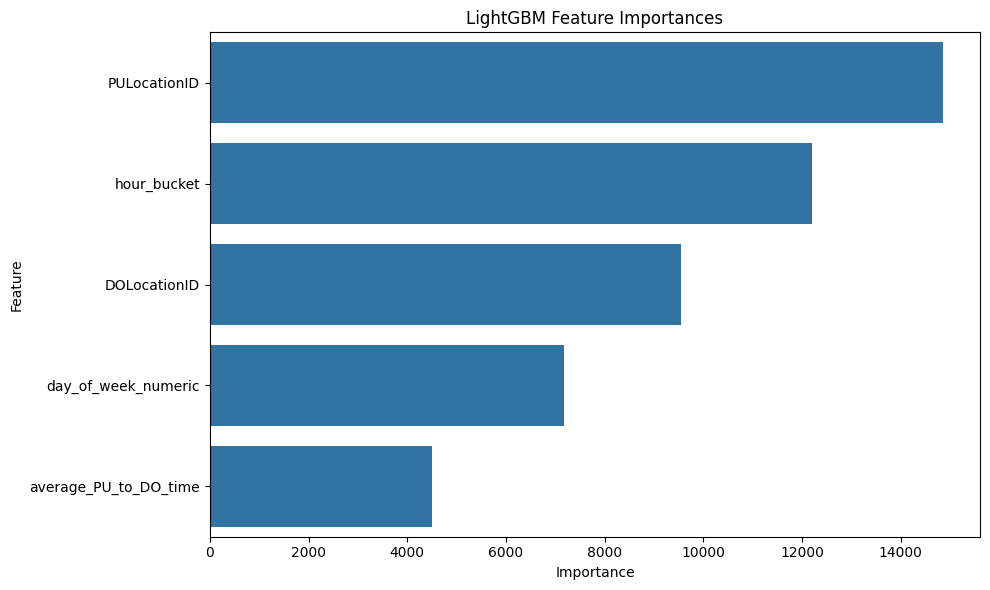 LightGBM Feature Importances
Feature
PULocationID
hour_bucket
DOLocationID
day_of_week_numeric
average_PU_to_DO_time
0 2000 4000 6000 8000 10000 12000 14000
Importance